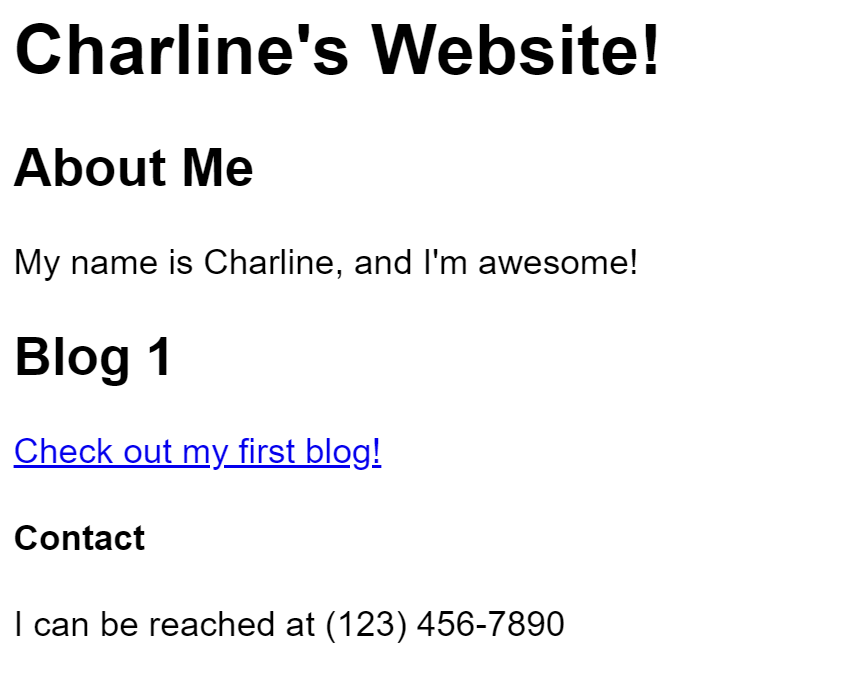 Charline's Website!
About Me
My name is Charline, and I'm awesome!
Blog 1
Check out my first blog!
Contact
I can be reached at (123) 456-7890